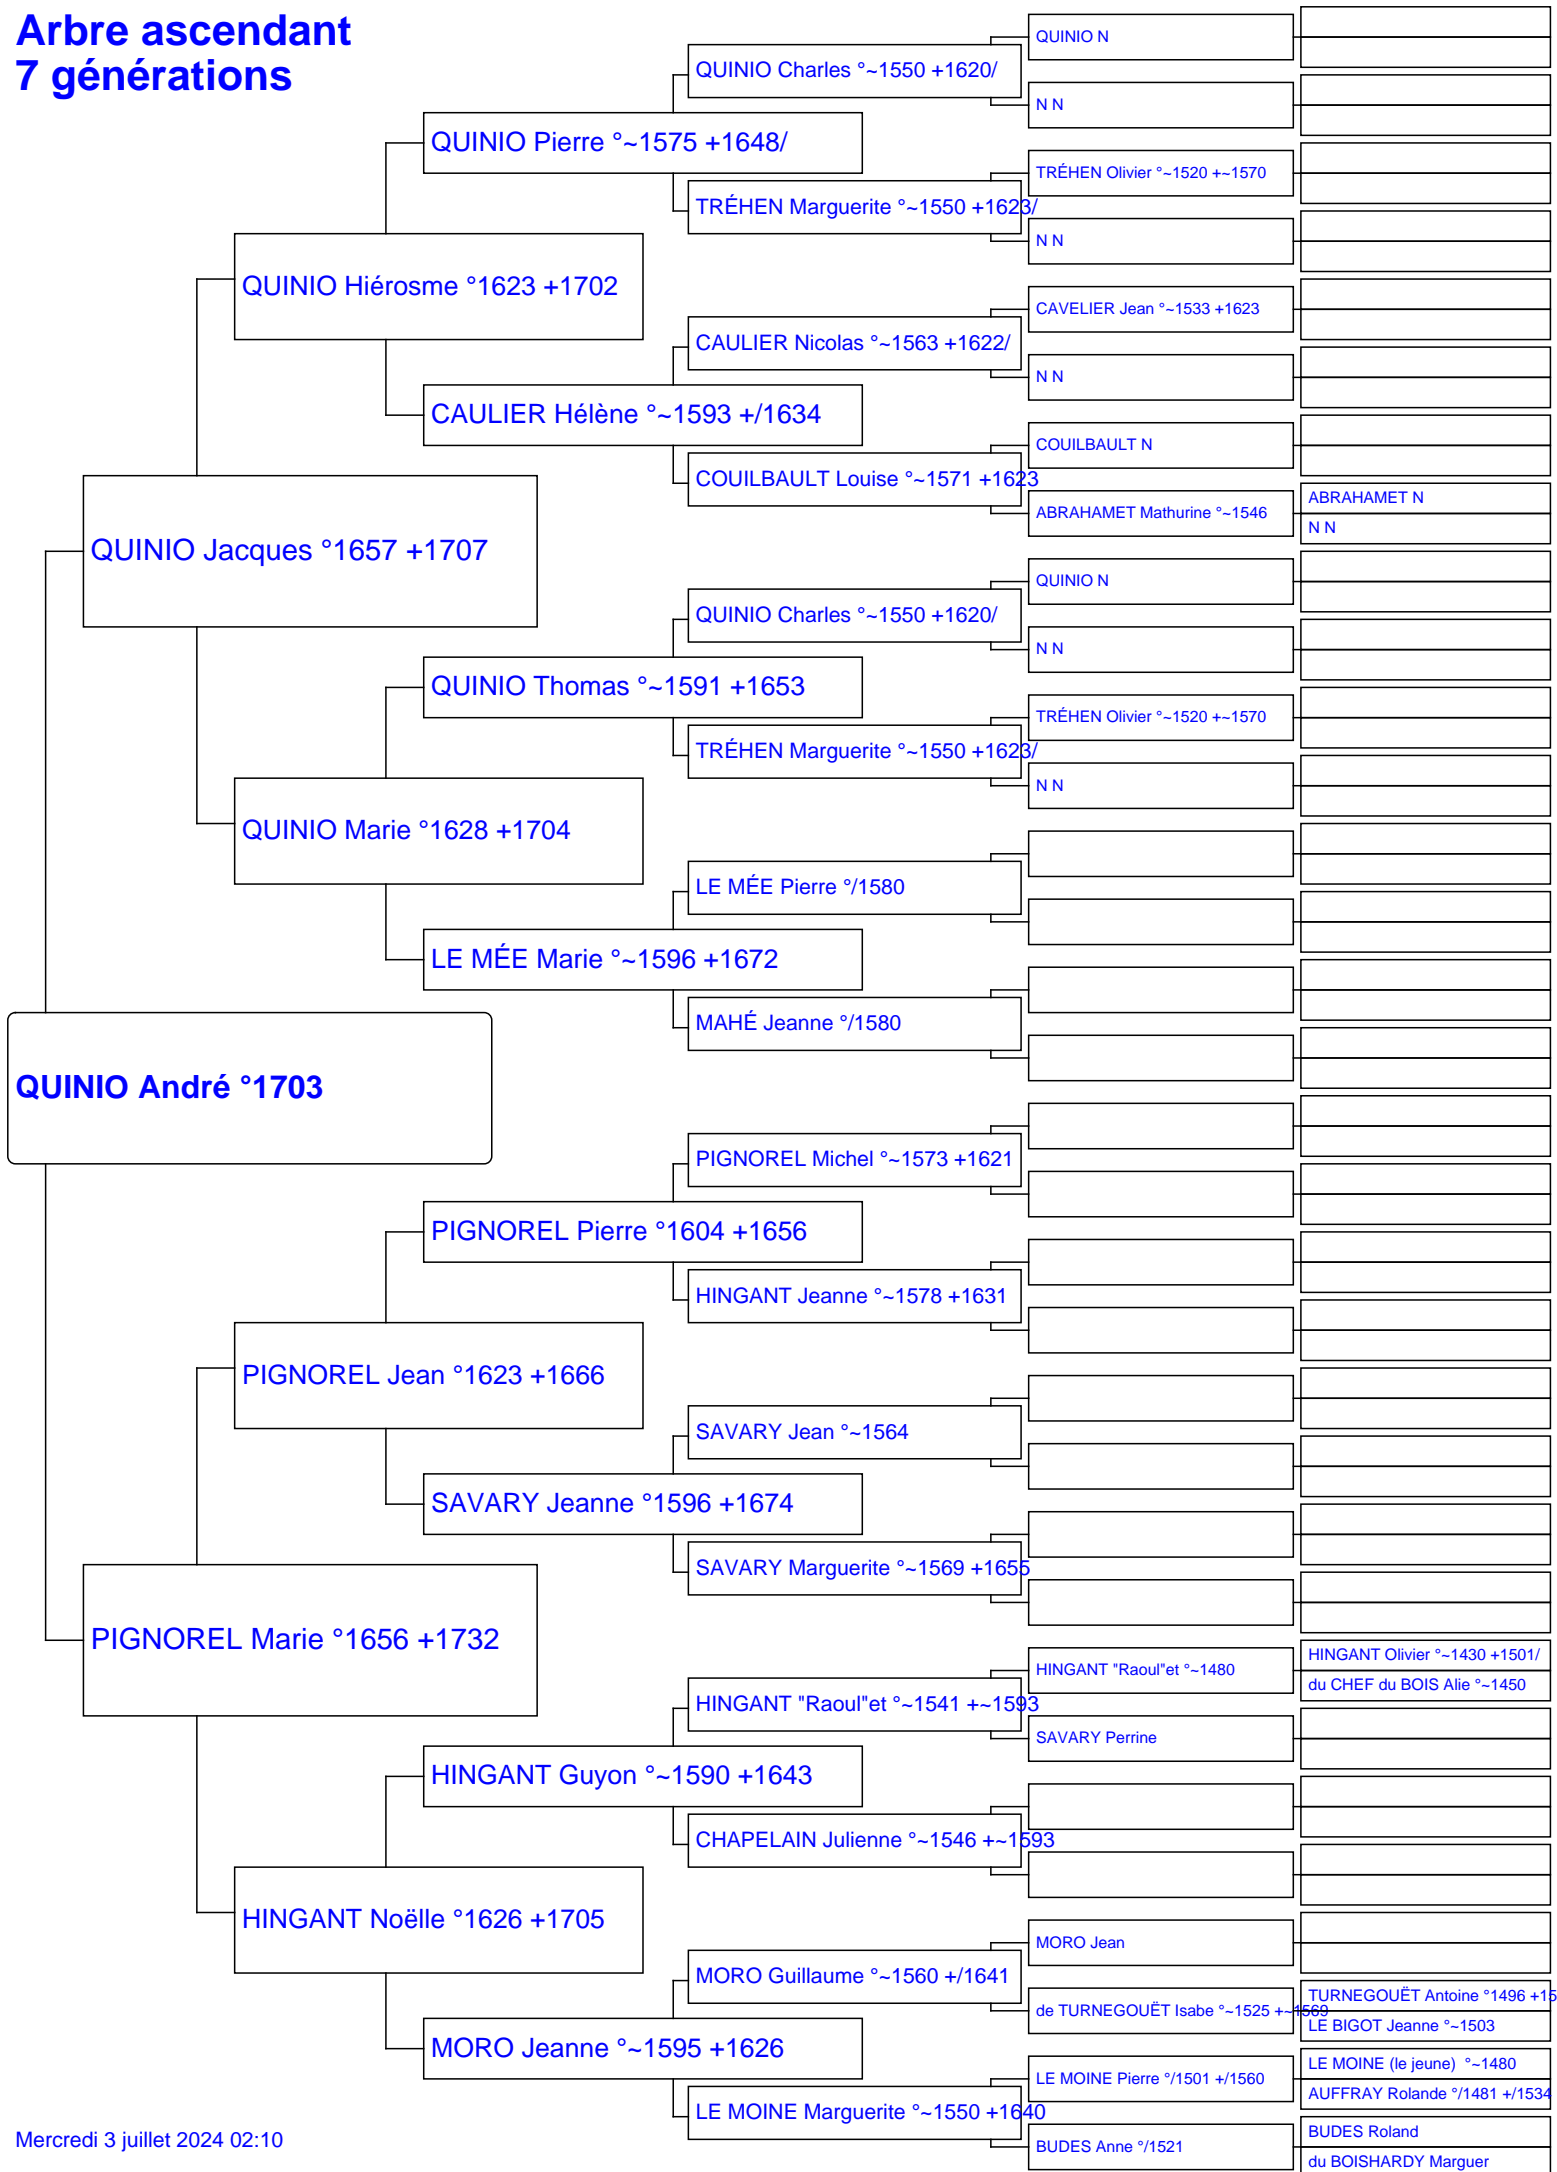 Arbre ascendant
7 générations
QUINIO N
QUINIO Charles °~1550 +1620/
N N
QUINIO Pierre °~1575 +1648/
TRÉHEN Olivier °~1520 +~1570
TRÉHEN Marguerite °~1550 +1623/
N N
QUINIO Hiérosme °1623 +1702
CAVELIER Jean °~1533 +1623
CAULIER Nicolas °~1563 +1622/
N N
CAULIER Hélène °~1593 +/1634
COUILBAULT N
COUILBAULT Louise °~1571 +1623
ABRAHAMET N
ABRAHAMET Mathurine °~1546
N N
QUINIO Jacques °1657 +1707
QUINIO N
QUINIO Charles °~1550 +1620/
N N
QUINIO Thomas °~1591 +1653
TRÉHEN Olivier °~1520 +~1570
TRÉHEN Marguerite °~1550 +1623/
N N
QUINIO Marie °1628 +1704
LE MÉE Pierre °/1580
LE MÉE Marie °~1596 +1672
MAHÉ Jeanne °/1580
QUINIO André °1703
PIGNOREL Michel °~1573 +1621
PIGNOREL Pierre °1604 +1656
HINGANT Jeanne °~1578 +1631
PIGNOREL Jean °1623 +1666
SAVARY Jean °~1564
SAVARY Jeanne °1596 +1674
SAVARY Marguerite °~1569 +1655
PIGNOREL Marie °1656 +1732
HINGANT Olivier °~1430 +1501/
HINGANT "Raoul"et °~1480
du CHEF du BOIS Alie °~1450
HINGANT "Raoul"et °~1541 +~1593
SAVARY Perrine
HINGANT Guyon °~1590 +1643
CHAPELAIN Julienne °~1546 +~1593
HINGANT Noëlle °1626 +1705
MORO Jean
MORO Guillaume °~1560 +/1641
TURNEGOUËT Antoine °1496 +15
de TURNEGOUËT Isabe °~1525 +~1569
LE BIGOT Jeanne °~1503
MORO Jeanne °~1595 +1626
LE MOINE (le jeune)  °~1480
LE MOINE Pierre °/1501 +/1560
AUFFRAY Rolande °/1481 +/1534
LE MOINE Marguerite °~1550 +1640
BUDES Roland
BUDES Anne °/1521
du BOISHARDY Marguer
Mercredi 3 juillet 2024 02:10